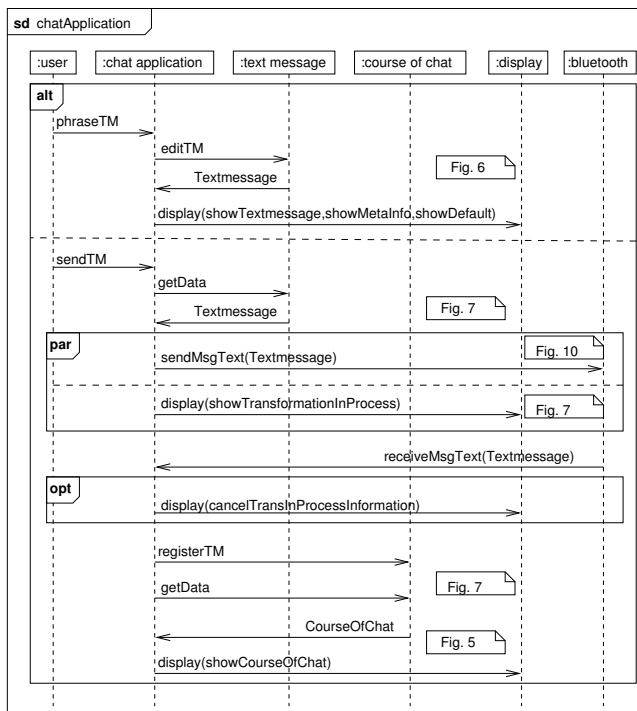 sd chatApplication
:user :chat application :text message :course of chat :display :bluetooth
alt
phraseTM
editTM
Textmessage
Fig. 6
display(showTextmessage,showMetaInfo,showDefault)
sendTM
getData
Textmessage
Fig. 7
par
Fig. 10
sendMsgText(Textmessage)
display(showTransformationInProcess)
Fig. 7
receiveMsgText(Textmessage)
opt
display(cancelTransInProcessInformation)
registerTM
getData
Fig. 7
CourseOfChat
Fig. 5
display(showCourseOfChat)